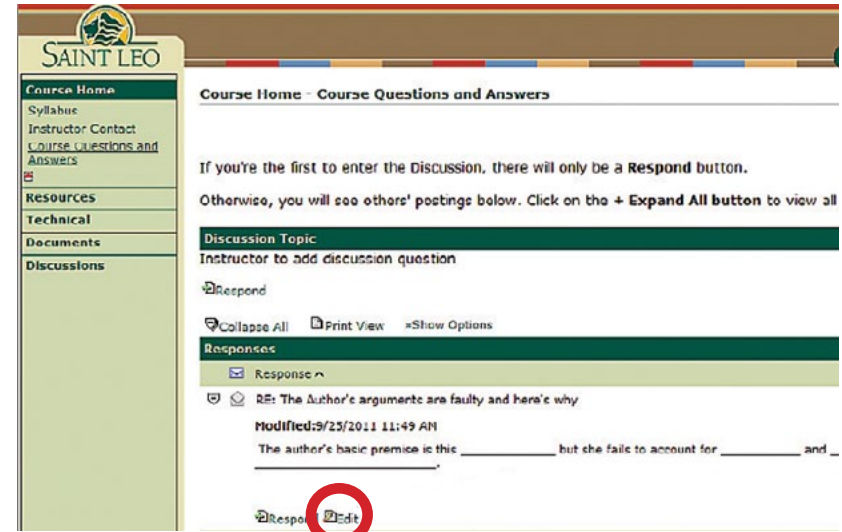 SAINT LEO
Course Home
Syllabus
Instructor Contact
Course Questions and
Answers
Resources
Technical
Documents
Discussions
Course Home - Course Questions and Answers
If you're the first to enter the Discussion, there will only be a Respond button.
Otherwise, you will see others' postings below. Click on the + Expand All button to view all
Discussion Topic
Instructor to add discussion question
Respond
Collapse All Print View »Show Options
Responses
Response
RE: The Author's arguments are faulty and here's why
Modified:9/25/2011 11:49 AM
The author's basic premise is this ____________ but she fails to account for __________ and _
_______________________.
Respond Edit